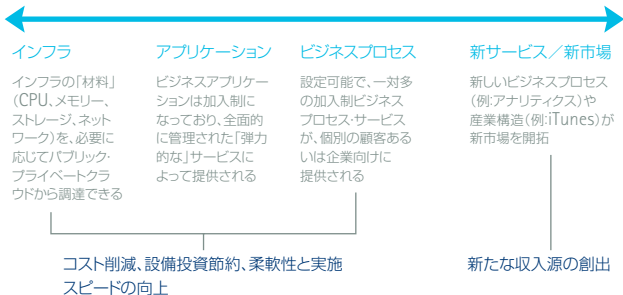 インフラ
インフラの「材料」
(CPU、メモリー、
ストレージ、ネット
ワーク)を、必要に
応じてパブリック・
プライベートクラ
ウドから調達できる
アプリケーション
ビジネスアプリケー
ションは加入制に
なっており、全面的
に管理された「弾力
的な」サービスに
よって提供される
ビジネスプロセス
設定可能で、一対多
の加入制ビジネス
プロセス・サービス
が、個別の顧客ある
いは企業向けに
提供される
新サービス／新市場
新しいビジネスプロセス
(例:アナリティクス)や
産業構造(例:iTunes)が
新市場を開拓
コスト削減、設備投資節約、柔軟性と実施
スピードの向上
新たな収入源の創出